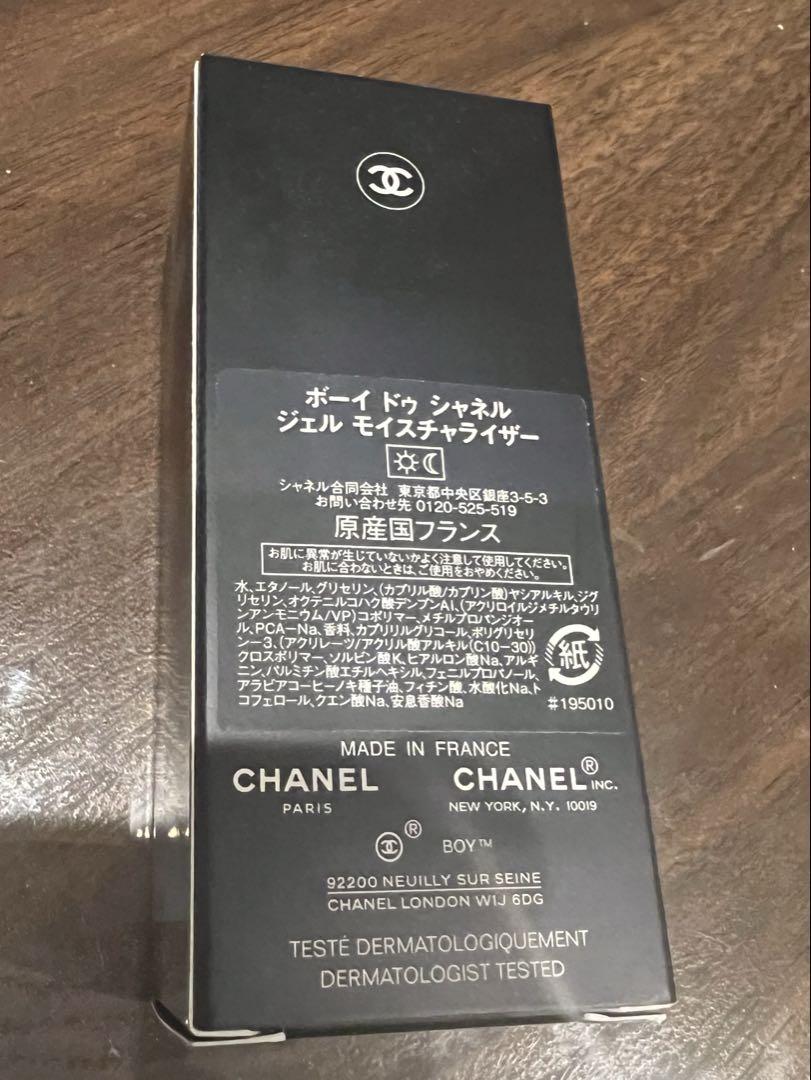 ボーイ ドゥ シャネル
ジェル モイスチャライザー
シャネル合同会社 東京都中央区銀座3-5-3
お問い合わせ先 0120-525-519
原産国フランス
お肌に異常が生じていないかよく注意して使用してください。
お肌に合わないときは、ご使用をおやめください。
水、エタノール、グリセリン、(カプリル酸/カプリン酸)ヤシアルキル、ジグ
リセリン、オクテニルコハク酸デンプンAl、(アクリロイルジメチルタウリ
ンアンモニウム/VP)コポリマー、メチルプロパンジオー
ル、PCA-Na、香料、カプリリルグリコール、ポリグリセリ
ン-3、(アクリレーツ/アクリル酸アルキル(C10-30))
クロスポリマー、ソルビン酸K、ヒアルロン酸Na、アルギ
ニン、パルミチン酸エチルヘキシル、フェニルプロパノール、
アラビアコーヒーノキ種子油、フィチン酸、水酸化Na、ト
コフェロール、クエン酸Na、安息香酸Na
紙
#195010
MADE IN FRANCE
CHANEL CHANEL® INC.
PARIS NEW YORK, N.Y. 10019
® BOY™
92200 NEUILLY SUR SEINE
CHANEL LONDON W1J 6DG
TESTÉ DERMATOLOGIQUEMENT
DERMATOLOGIST TESTED